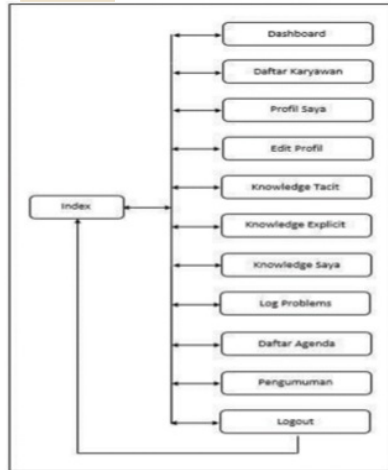 Dashboard
Daftar Karyawan
Profil Saya
Edit Profil
Knowledge Tacit
Index
Knowledge Explicit
Knowledge Saya
Log Problems
Daftar Agenda
Pengumuman
Logout